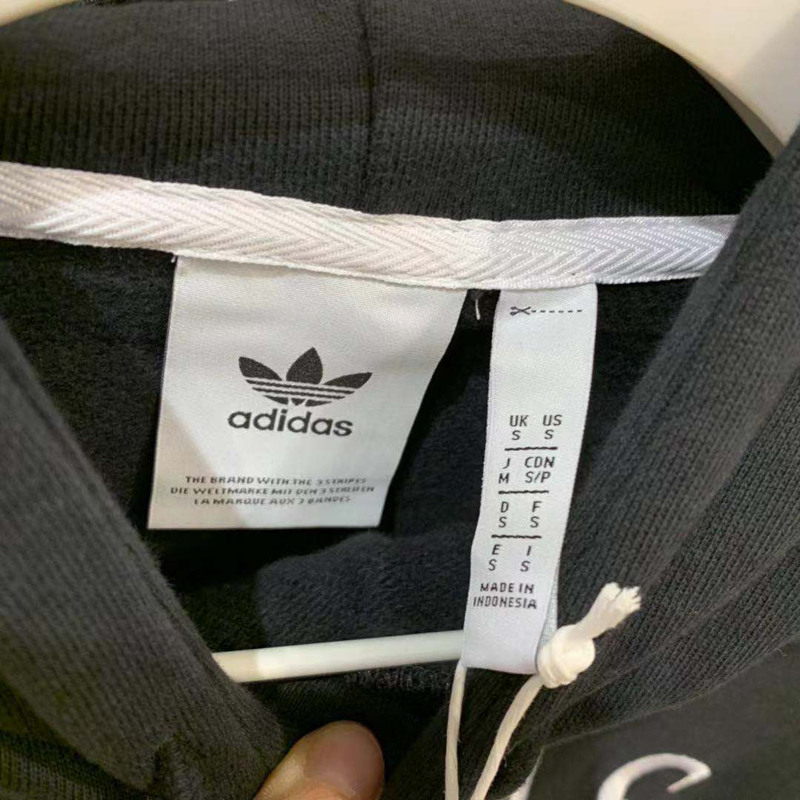 adidas
THE BRAND WITH THE 3 STRIPES
DIE WELTMARKE MIT DEN 3 STREIFEN
LA MARQUE AUX 3 BANDES
UK US
S S
J CDN
M S/P
D F
S S
E I
S S
MADE IN
INDONESIA